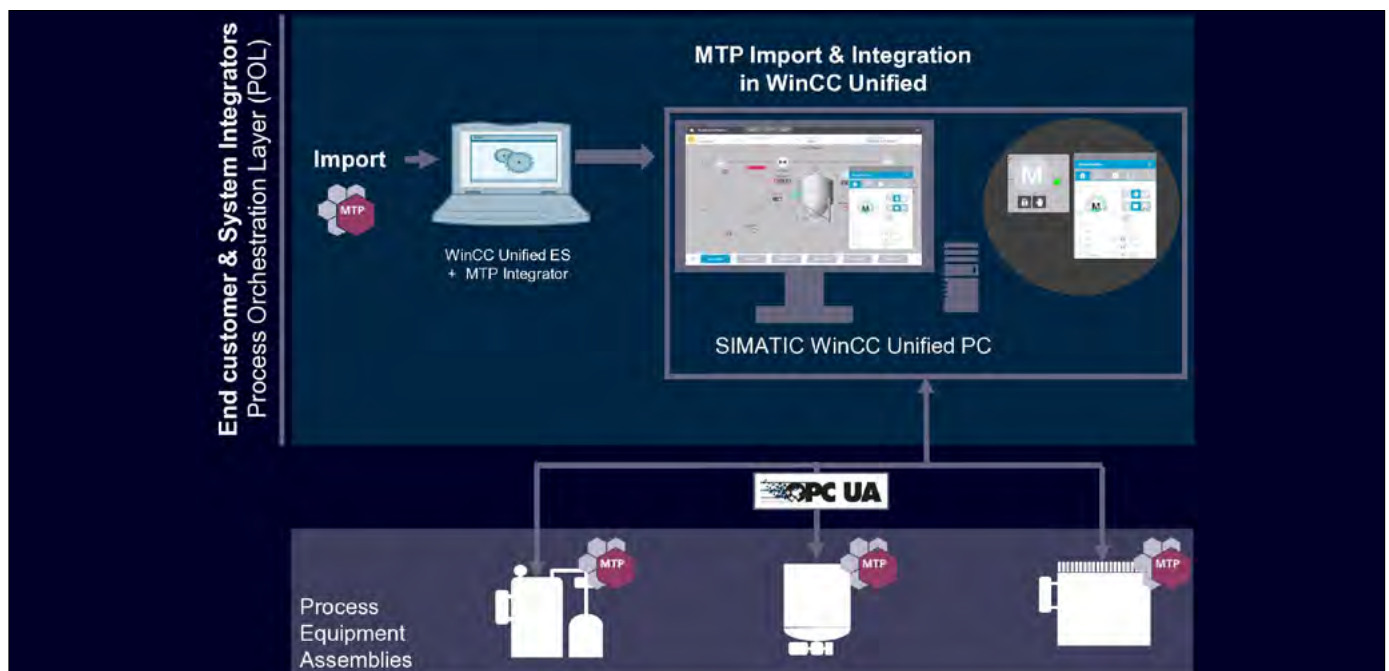 End customer & System Integrators
Process Orchestration Layer (POL)
MTP Import & Integration
in WinCC Unified
Import
MTP
WinCC Unified ES
+ MTP Integrator
M
M
M
SIMATIC WinCC Unified PC
OPC UA
MTP
MTP
MTP
Process
Equipment
Assemblies